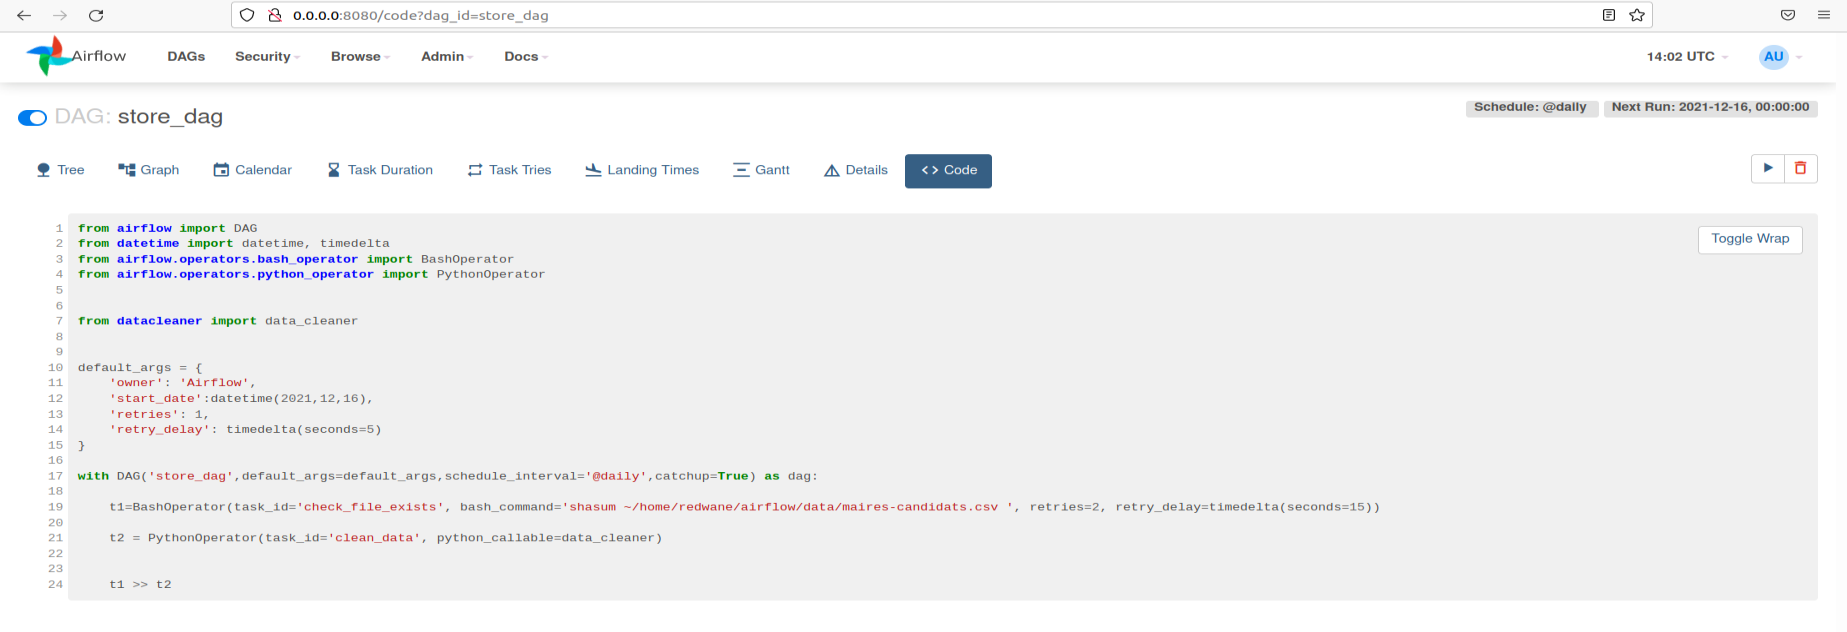 0.0.0.0:8080/code?dag_id=store_dag
Airflow DAGs Security Browse Admin Docs 14:02 UTC AU
DAG: store_dag Schedule: @daily Next Run: 2021-12-16, 00:00:00
Tree Graph Calendar Task Duration Task Tries Landing Times Gantt Details <> Code
Toggle Wrap
1 from airflow import DAG
2 from datetime import datetime, timedelta
3 from airflow.operators.bash_operator import BashOperator
4 from airflow.operators.python_operator import PythonOperator
5
6
7 from datacleaner import data_cleaner
8
9
10 default_args = {
11     'owner': 'Airflow',
12     'start_date':datetime(2021,12,16),
13     'retries': 1,
14     'retry_delay': timedelta(seconds=5)
15 }
16
17 with DAG('store_dag',default_args=default_args,schedule_interval='@daily',catchup=True) as dag:
18
19     t1=BashOperator(task_id='check_file_exists', bash_command='shasum ~/home/redwane/airflow/data/maires-candidats.csv ', retries=2, retry_delay=timedelta(seconds=15))
20
21     t2 = PythonOperator(task_id='clean_data', python_callable=data_cleaner)
22
23
24     t1 >> t2